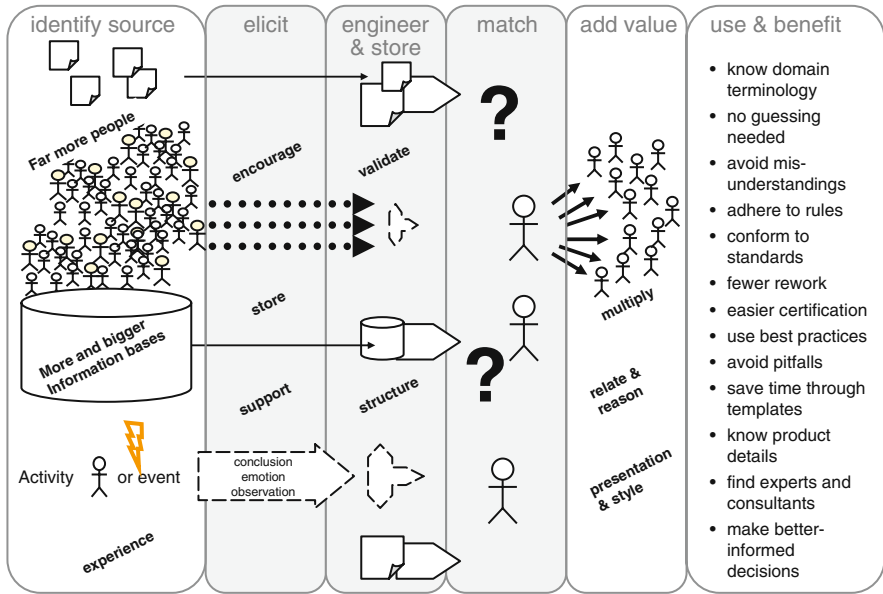 identify source
elicit
engineer
& store
match
add value
use & benefit
Far more people
encourage
validate
?
multiply
store
More and bigger
Information bases
?
support
structure
relate &
reason
Activity
or event
conclusion
emotion
observation
presentation
& style
experience
• know domain
terminology
• no guessing
needed
• avoid mis-
understandings
• adhere to rules
• conform to
standards
• fewer rework
• easier certification
• use best practices
• avoid pitfalls
• save time through
templates
• know product
details
• find experts and
consultants
• make better-
informed
decisions